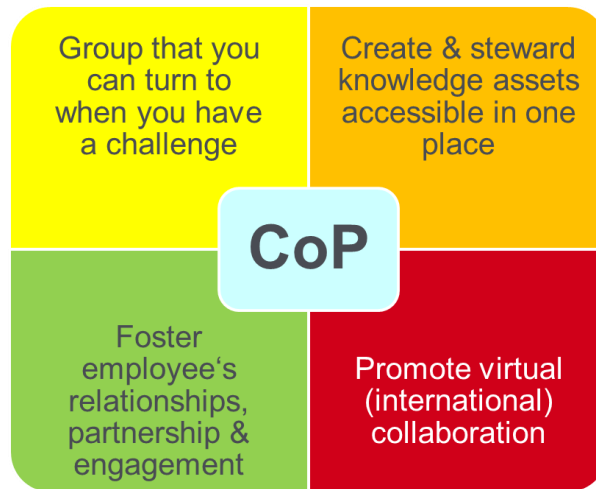 Group that you
can turn to
when you have
a challenge
Create & steward
knowledge assets
accessible in one
place
CoP
Foster
employee‘s
relationships,
partnership &
engagement
Promote virtual
(international)
collaboration